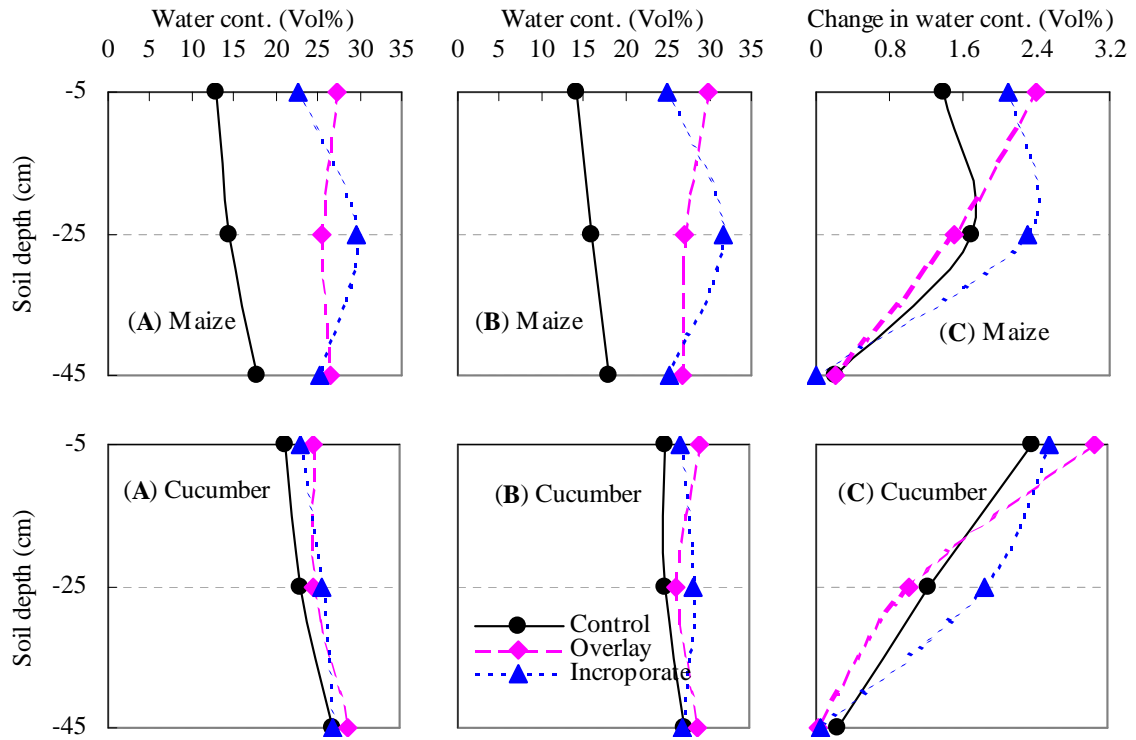 Water cont. (Vol%)
0 5 10 15 20 25 30 35
Water cont. (Vol%)
0 5 10 15 20 25 30 35
Change in water cont. (Vol%)
0 0.8 1.6 2.4 3.2
Soil depth (cm)
-5
-25
-45
(A) Maize
(B) Maize
(C) Maize
Soil depth (cm)
-5
-25
-45
(A) Cucumber
(B) Cucumber
(C) Cucumber
Control
Overlay
Incroporate